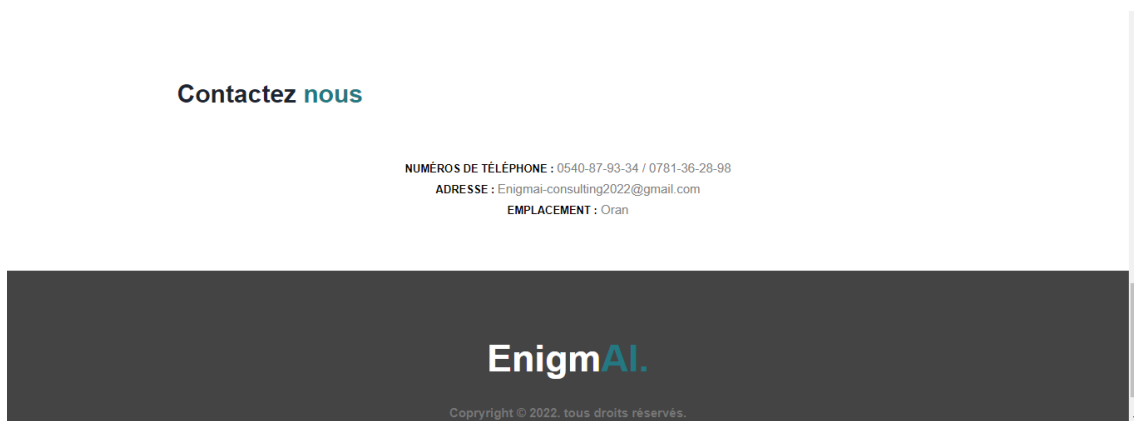 Contactez nous
NUMÉROS DE TÉLÉPHONE : 0540-87-93-34 / 0781-36-28-98
ADRESSE : Enigmai-consulting2022@gmail.com
EMPLACEMENT : Oran
EnigmAI.
Copryright © 2022. tous droits réservés.